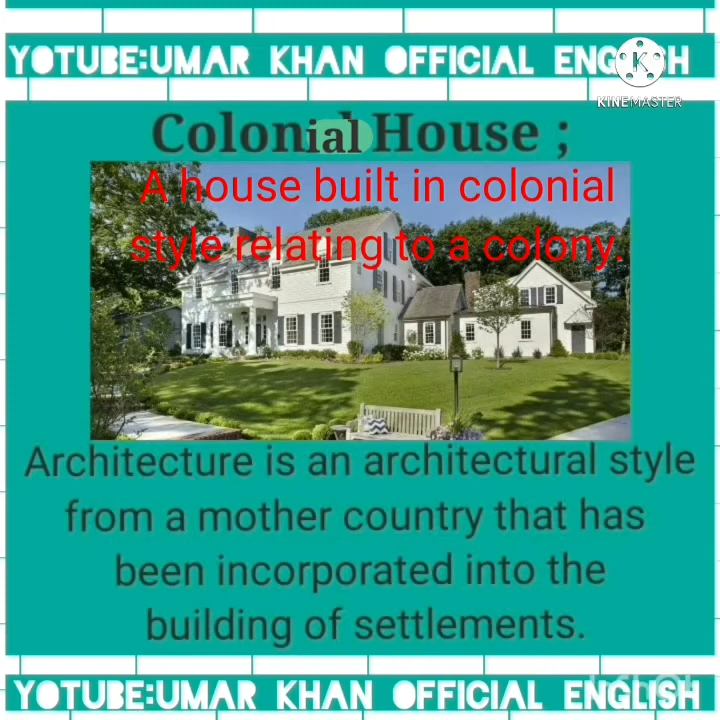 YOTUBE:UMAR KHAN OFFICIAL ENGLISH
KINEMASTER
Colonial House ;
A house built in colonial
style relating to a colony.
Architecture is an architectural style
from a mother country that has
been incorporated into the
building of settlements.
YOTUBE:UMAR KHAN OFFICIAL ENGLISH